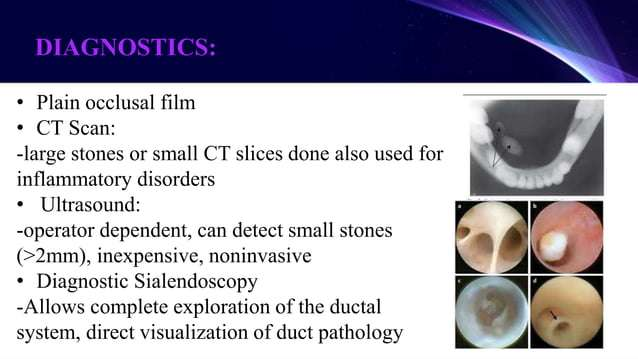 DIAGNOSTICS:
• Plain occlusal film
• CT Scan:
-large stones or small CT slices done also used for
inflammatory disorders
• Ultrasound:
-operator dependent, can detect small stones
(>2mm), inexpensive, noninvasive
• Diagnostic Sialendoscopy
-Allows complete exploration of the ductal
system, direct visualization of duct pathology
a
b
c
d